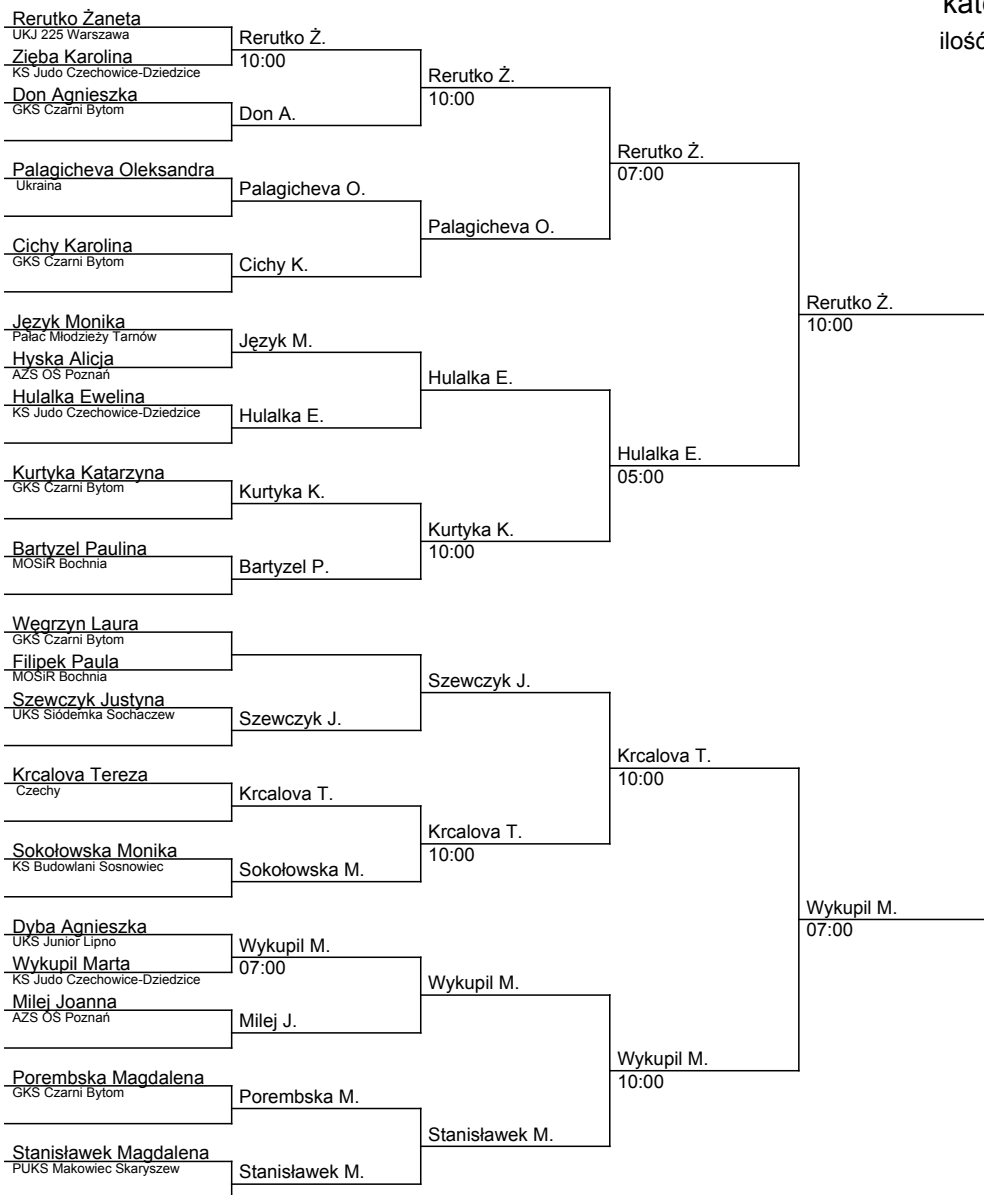 kate
ilość
Rerutko Żaneta
UKJ 225 Warszawa
Zięba Karolina
KS Judo Czechowice-Dziedzice
Don Agnieszka
GKS Czarni Bytom
Palagicheva Oleksandra
Ukraina
Cichy Karolina
GKS Czarni Bytom
Język Monika
Pałac Młodzieży Tarnów
Hyska Alicja
AZS OŚ Poznań
Hulalka Ewelina
KS Judo Czechowice-Dziedzice
Kurtyka Katarzyna
GKS Czarni Bytom
Bartyzel Paulina
MOSiR Bochnia
Węgrzyn Laura
GKS Czarni Bytom
Filipek Paula
MOSiR Bochnia
Szewczyk Justyna
UKS Siódemka Sochaczew
Krcalova Tereza
Czechy
Sokołowska Monika
KS Budowlani Sosnowiec
Dyba Agnieszka
UKS Junior Lipno
Wykupil Marta
KS Judo Czechowice-Dziedzice
Milej Joanna
AZS OŚ Poznań
Porembska Magdalena
GKS Czarni Bytom
Stanisławek Magdalena
PUKS Makowiec Skaryszew
Rerutko Ż.
10:00
Don A.
Palagicheva O.
Cichy K.
Język M.
Hulalka E.
Kurtyka K.
Bartyzel P.
Szewczyk J.
Krcalova T.
Sokołowska M.
Wykupil M.
07:00
Milej J.
Porembska M.
Stanisławek M.
Rerutko Ż.
10:00
Palagicheva O.
Hulalka E.
Kurtyka K.
10:00
Szewczyk J.
Krcalova T.
10:00
Wykupil M.
Stanisławek M.
Rerutko Ż.
07:00
Hulalka E.
05:00
Krcalova T.
10:00
Wykupil M.
10:00
Rerutko Ż.
10:00
Wykupil M.
07:00